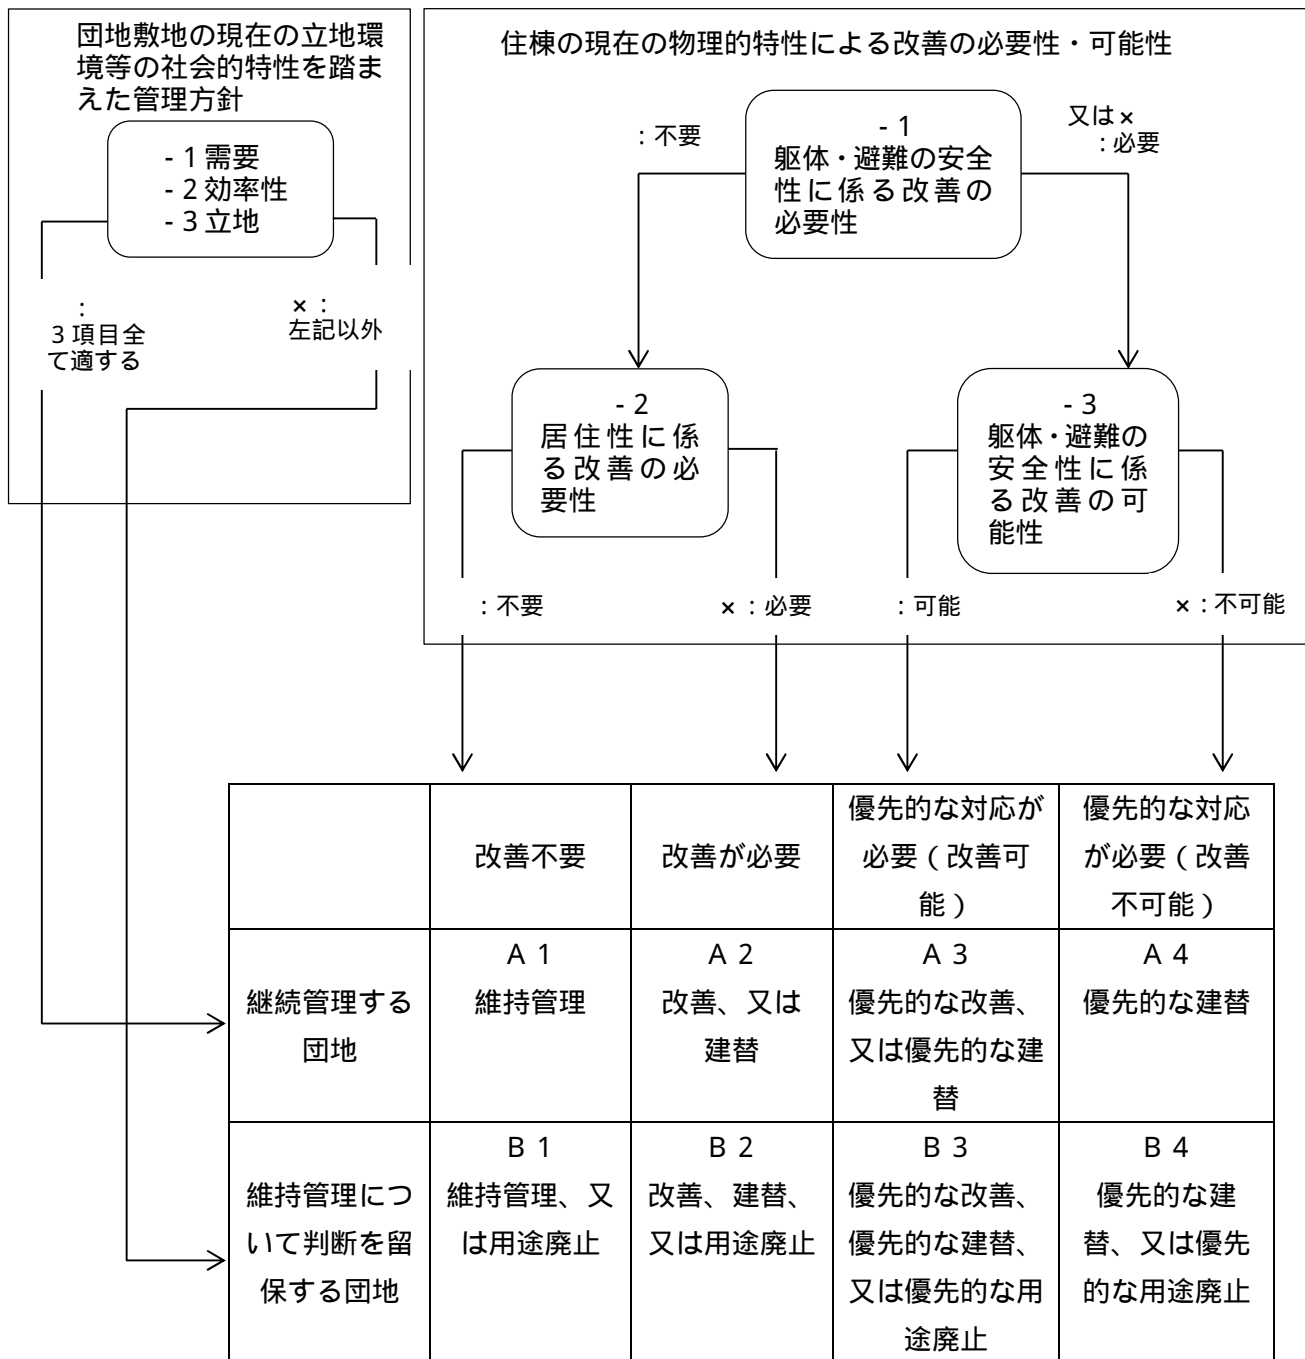 団地敷地の現在の立地環
境等の社会的特性を踏ま
えた管理方針
-1需要
-2効率性
-3立地
：
3項目全
て適する
×：
左記以外
住棟の現在の物理的特性による改善の必要性・可能性
：不要
-1
躯体・避難の安全
性に係る改善の
必要性
又は×
：必要
-2
居住性に係
る改善の必
要性
-3
躯体・避難の
安全性に係
る改善の可
能性
：不要
×：必要
：可能
×：不可能
改善不要
改善が必要
優先的な対応が
必要（改善可
能）
優先的な対応
が必要（改善
不可能）
継続管理する
団地
A 1
維持管理
A 2
改善、又は
建替
A 3
優先的な改善、
又は優先的な建
替
A 4
優先的な建替
維持管理につ
いて判断を留
保する団地
B 1
維持管理、又
は用途廃止
B 2
改善、建替、
又は用途廃止
B 3
優先的な改善、
優先的な建替、
又は優先的な用
途廃止
B 4
優先的な建
替、又は優先
的な用途廃止